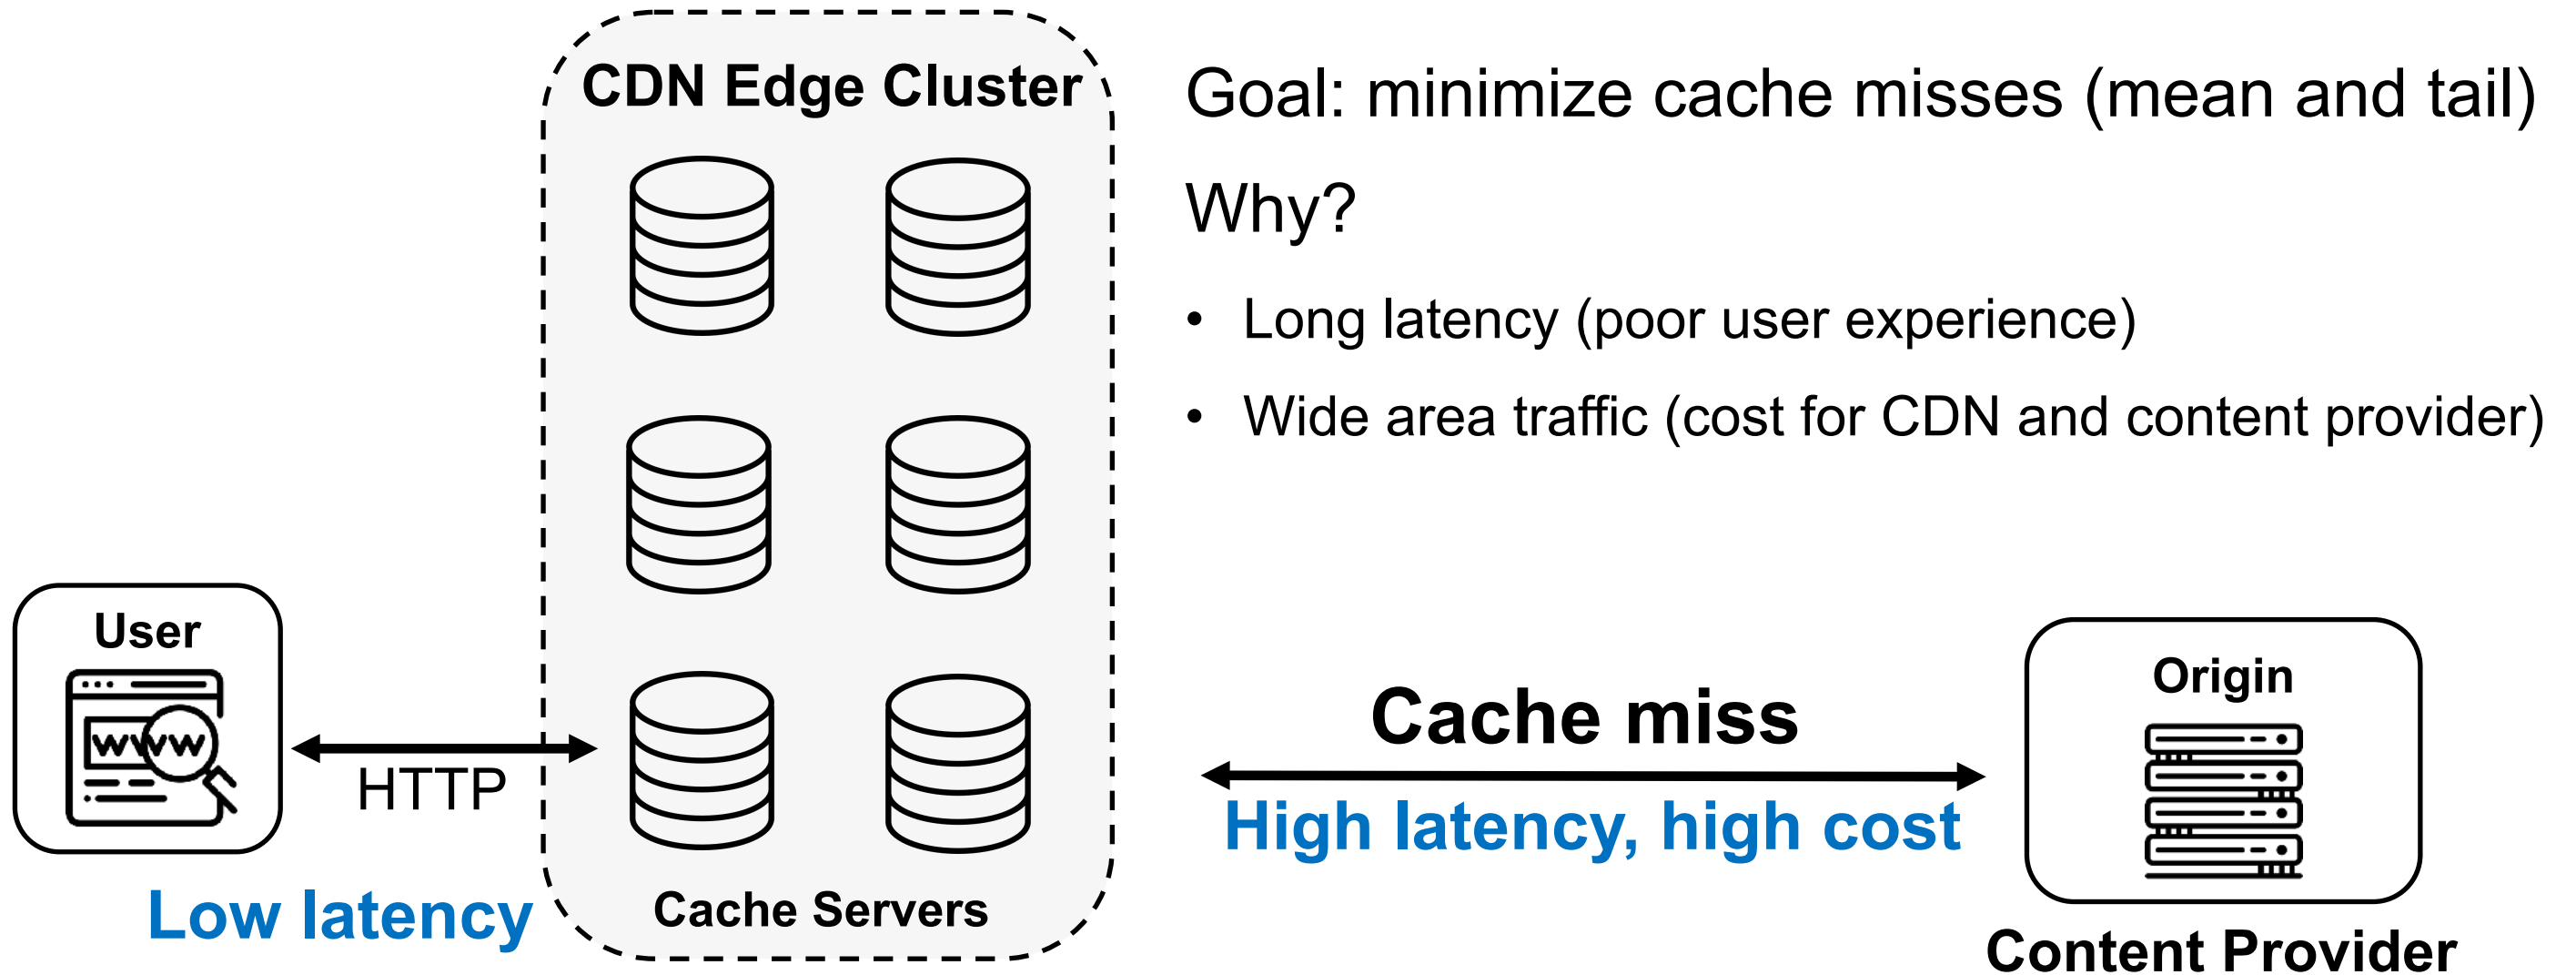 CDN Edge Cluster
Goal: minimize cache misses (mean and tail)
Why?
• Long latency (poor user experience)
• Wide area traffic (cost for CDN and content provider)
User
www
HTTP
Low latency
Cache Servers
Cache miss
High latency, high cost
Origin
Content Provider